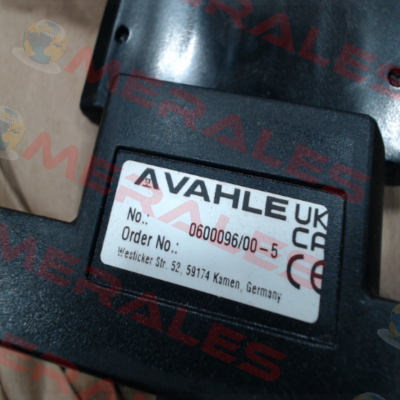 VAHLE UK
CA
No.: 0600096/00-5
Order No.:
Westicker Str. 52, 59174 Kamen, Germany
CE
MERALES
MERALES
MERALES
MERALES